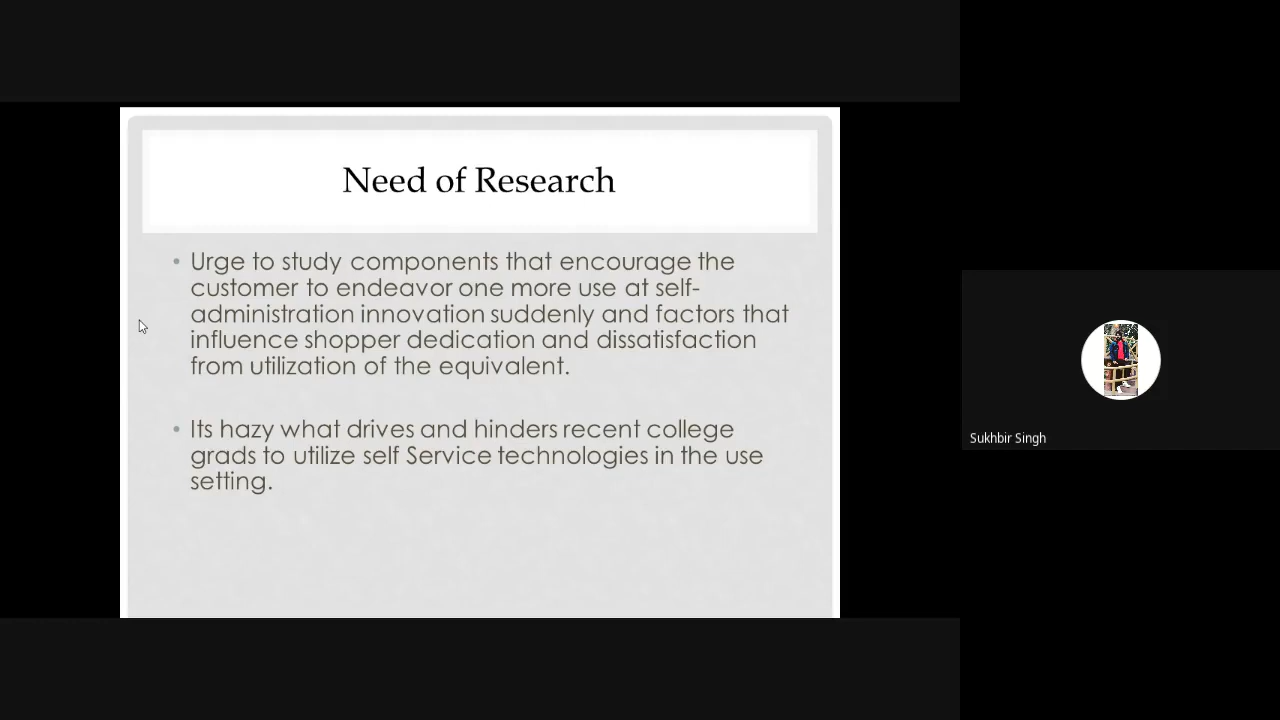 Need of Research
• Urge to study components that encourage the
customer to endeavor one more use at self-
administration innovation suddenly and factors that
influence shopper dedication and dissatisfaction
from utilization of the equivalent.
• Its hazy what drives and hinders recent college
grads to utilize self Service technologies in the use
setting.
Sukhbir Singh